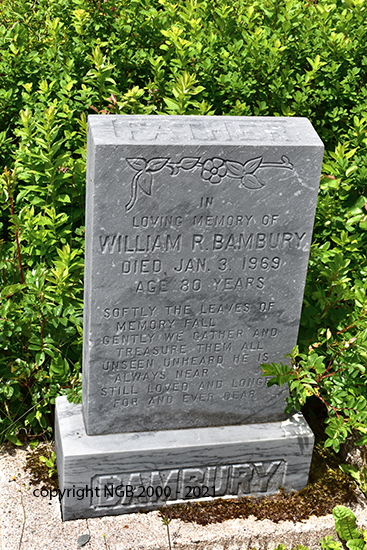 FATHER
IN
LOVING MEMORY OF
WILLIAM R. BAMBURY
DIED, JAN. 3, 1969
AGE 80 YEARS
SOFTLY THE LEAVES OF
MEMORY FALL
GENTLY WE GATHER AND
TREASURE THEM ALL
UNSEEN UNHEARD HE IS
ALWAYS NEAR
STILL LOVED AND LONGED
FOR AND EVER DEAR
BAMBURY
copyright NGB 2000 - 2021